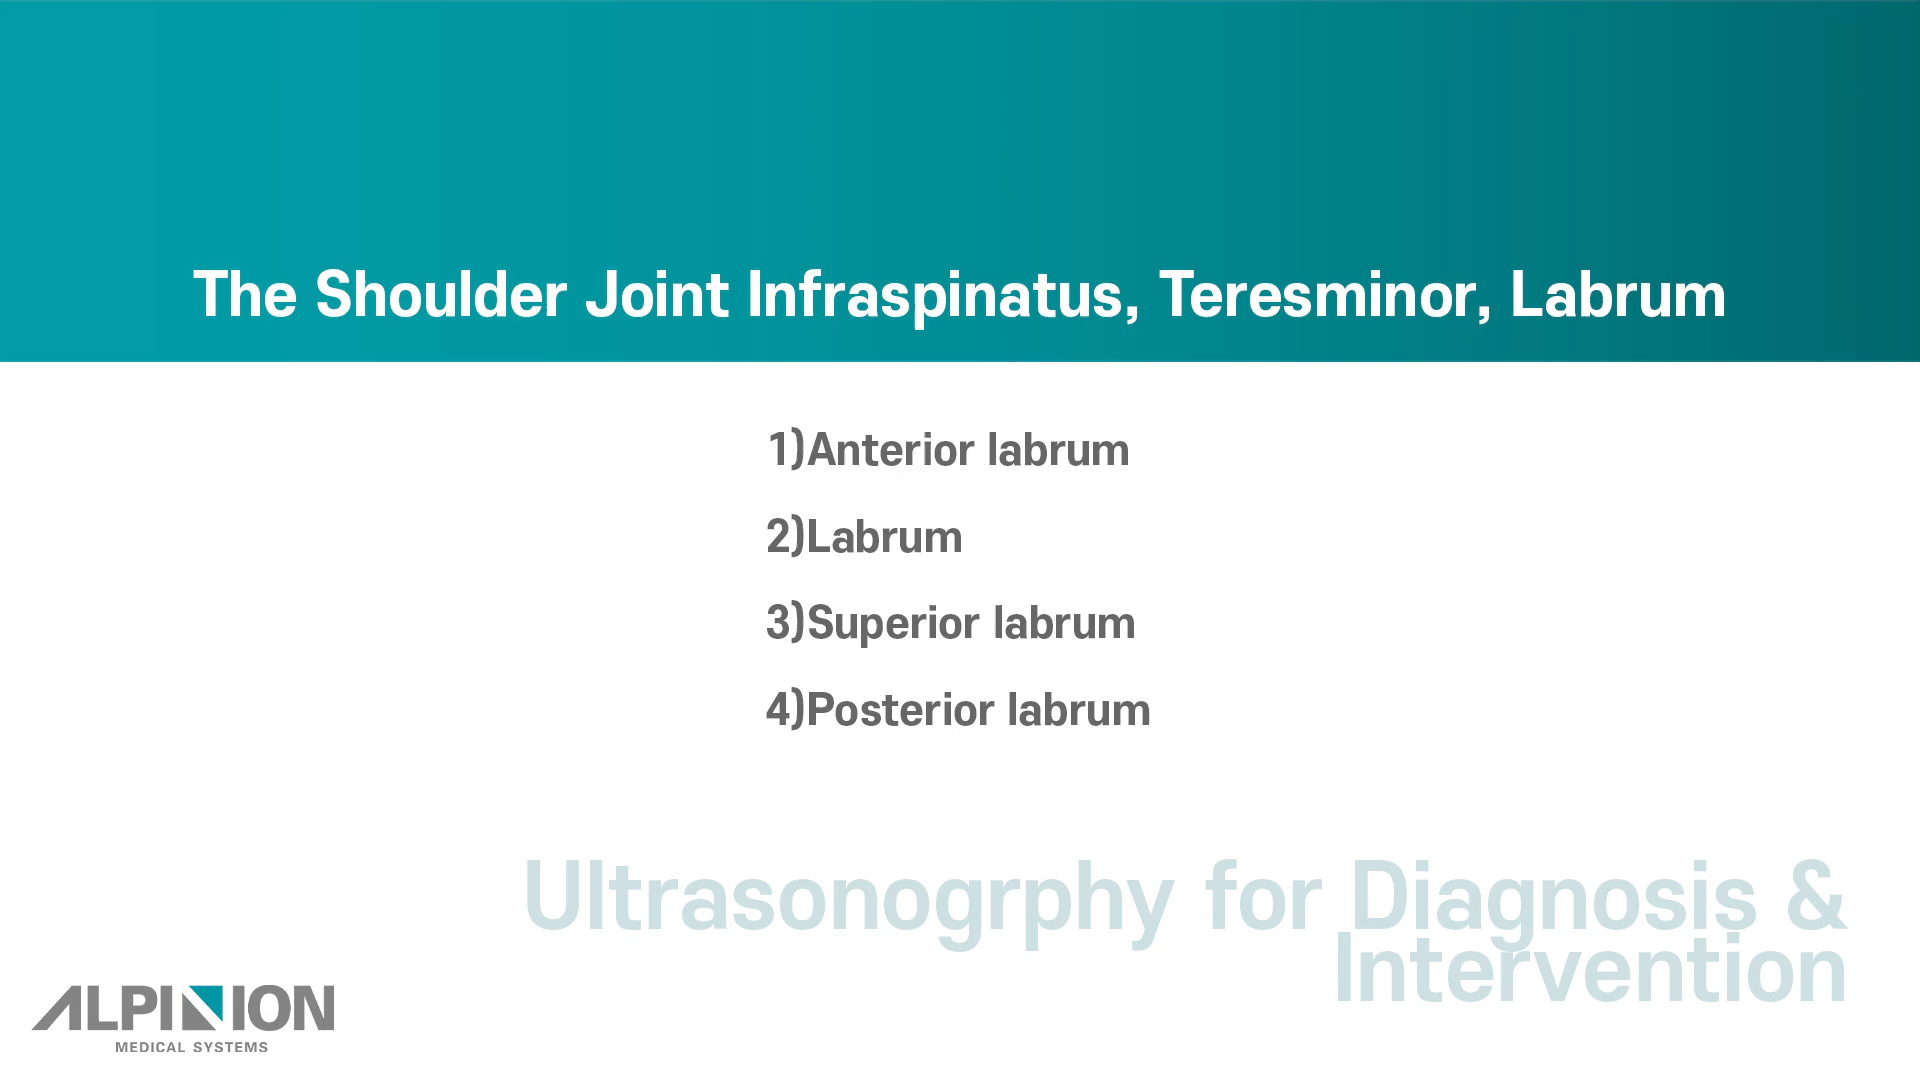 The Shoulder Joint Infraspinatus, Teresminor, Labrum
1)Anterior labrum
2)Labrum
3)Superior labrum
4)Posterior labrum
Ultrasonogrphy for Diagnosis &
Intervention
ALPINION
MEDICAL SYSTEMS